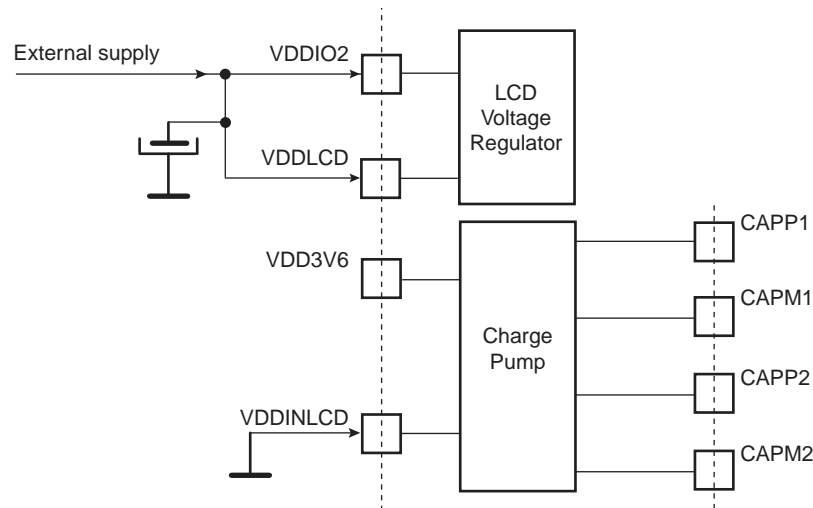 External supply
VDDIO2
LCD
Voltage
Regulator
VDDLCD
VDD3V6
VDDINLCD
Charge
Pump
CAPP1
CAPM1
CAPP2
CAPM2